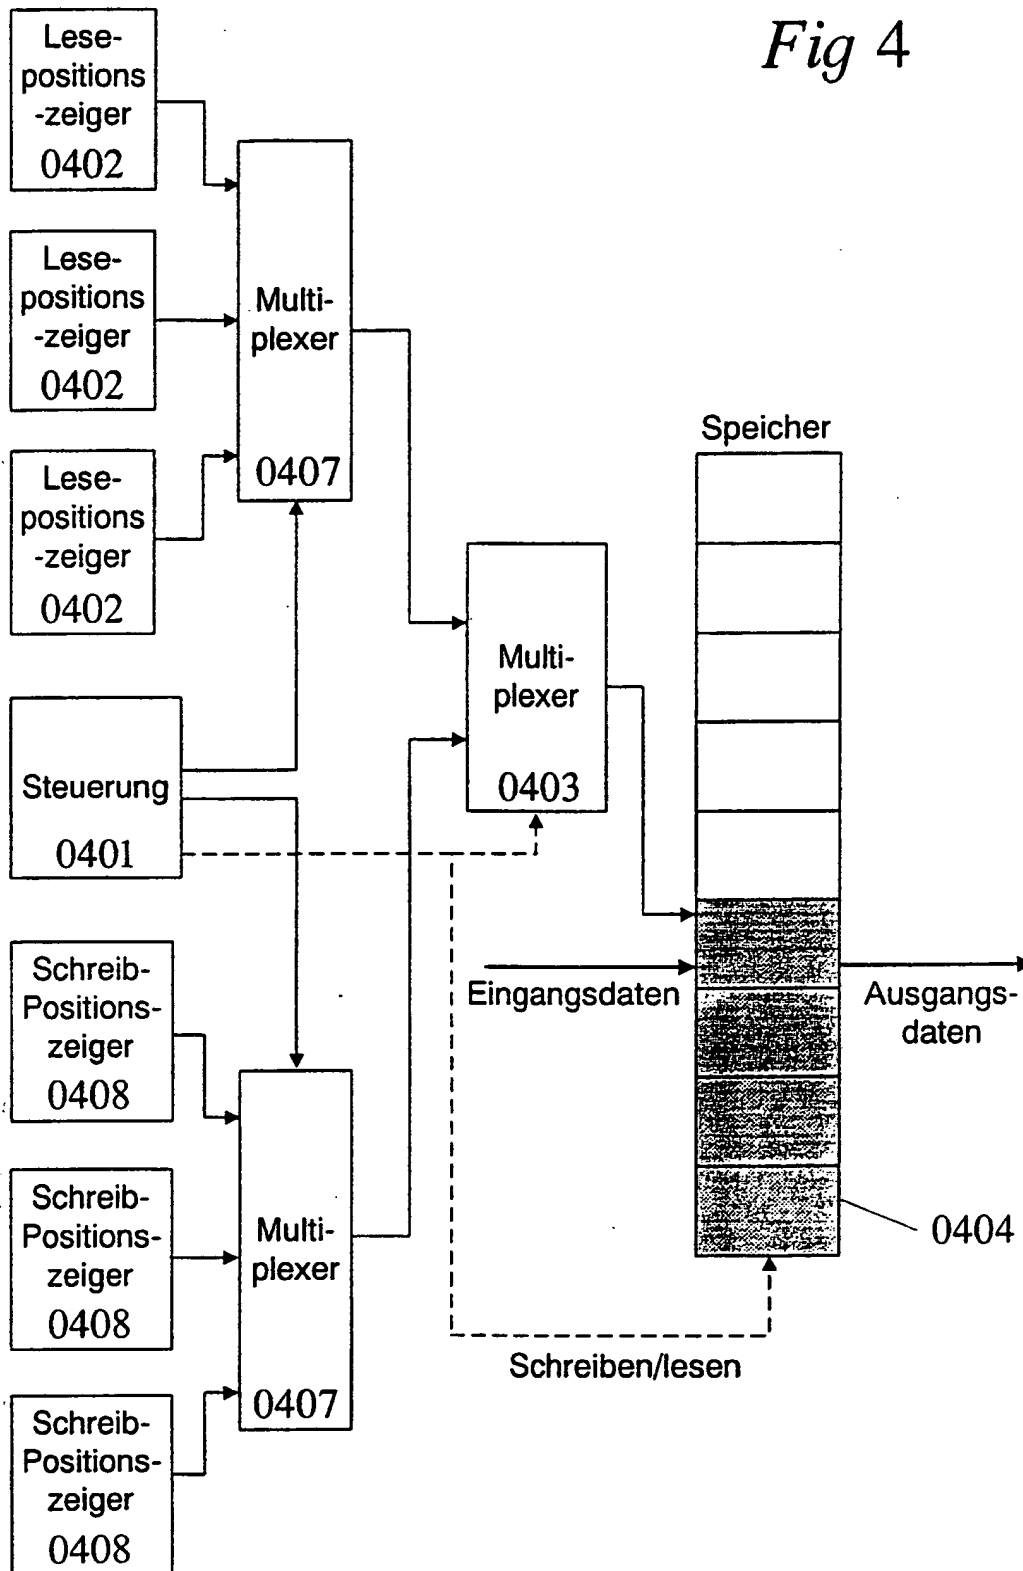 Fig 4
Lese-
positions
-zeiger
0402
Lese-
positions
-zeiger
0402
Lese-
positions
-zeiger
0402
Multi-
plexer
0407
Steuerung
0401
Multi-
plexer
0403
Speicher
Eingangsdaten
Ausgangs-
daten
0404
Schreiben/lesen
Schreib-
Positions-
zeiger
0408
Schreib-
Positions-
zeiger
0408
Schreib-
Positions-
zeiger
0408
Multi-
plexer
0407